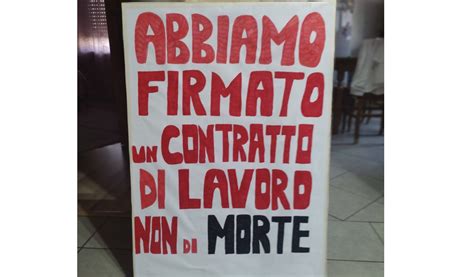 ABBIAMO
FIRMATO
UN CONTRATTO
DI LAVORO
NON DI MORTE